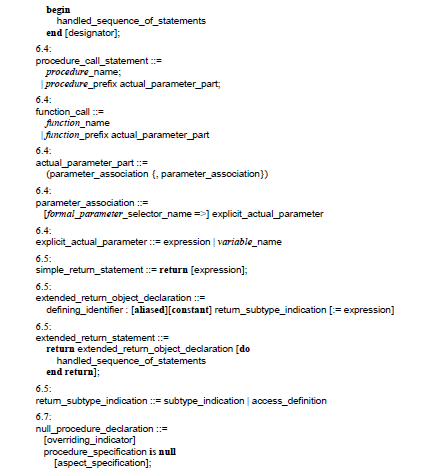 begin
handled_sequence_of_statements
end [designator];
6.4:
procedure_call_statement ::=
procedure_name;
| procedure_prefix actual_parameter_part;
6.4:
function_call ::=
function_name
| function_prefix actual_parameter_part
6.4:
actual_parameter_part ::=
(parameter_association {, parameter_association})
6.4:
parameter_association ::=
[formal_parameter_selector_name =>] explicit_actual_parameter
6.4:
explicit_actual_parameter ::= expression | variable_name
6.5:
simple_return_statement ::= return [expression];
6.5:
extended_return_object_declaration ::=
defining_identifier : [aliased][constant] return_subtype_indication [:= expression]
6.5:
extended_return_statement ::=
return extended_return_object_declaration [do
handled_sequence_of_statements
end return];
6.5:
return_subtype_indication ::= subtype_indication | access_definition
6.7:
null_procedure_declaration ::=
[overriding_indicator]
procedure_specification is null
[aspect_specification];